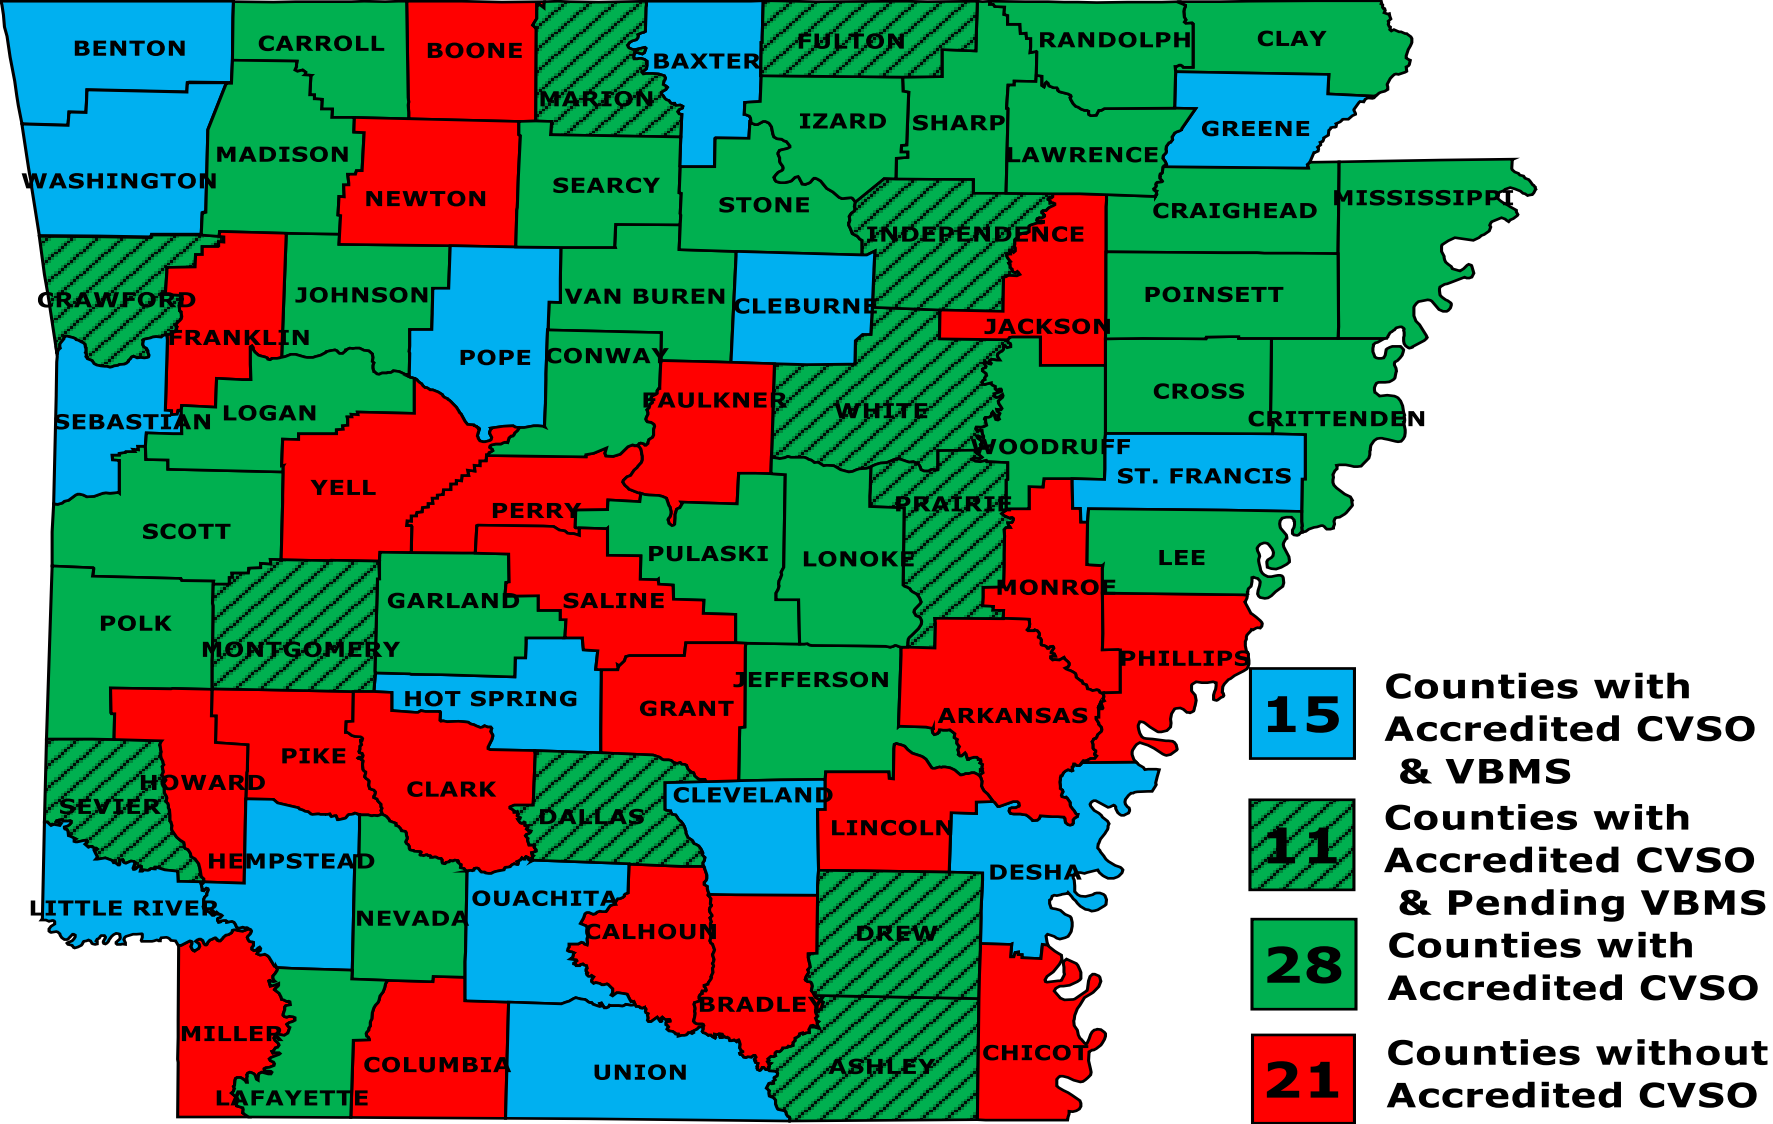 BENTON
CARROLL
BOONE
MARION
BAXTER
FULTON
RANDOLPH
CLAY
IZARD
SHARP
GREENE
LAWRENCE
WASHINGTON
MADISON
NEWTON
SEARCY
STONE
INDEPENDENCE
CRAIGHEAD
MISSISSIPPI
CRAWFORD
FRANKLIN
JOHNSON
POPE
VAN BUREN
CLEBURNE
JACKSON
POINSETT
CONWAY
SEBASTIAN
LOGAN
FAULKNER
WHITE
WOODRUFF
CROSS
CRITTENDEN
ST. FRANCIS
YELL
PERRY
SCOTT
PULASKI
LONOKE
PRAIRIE
LEE
MONROE
POLK
MONTGOMERY
GARLAND
SALINE
HOT SPRING
GRANT
JEFFERSON
ARKANSAS
PHILLIPS
SEVIER
HOWARD
PIKE
CLARK
DALLAS
CLEVELAND
LINCOLN
DESHA
HEMPSTEAD
LITTLE RIVER
NEVADA
OUACHITA
CALHOUN
BRADLEY
DREW
MILLER
LAFAYETTE
COLUMBIA
UNION
ASHLEY
CHICOT
15
Counties with
Accredited CVSO
& VBMS
11
Counties with
Accredited CVSO
& Pending VBMS
28
Counties with
Accredited CVSO
21
Counties without
Accredited CVSO